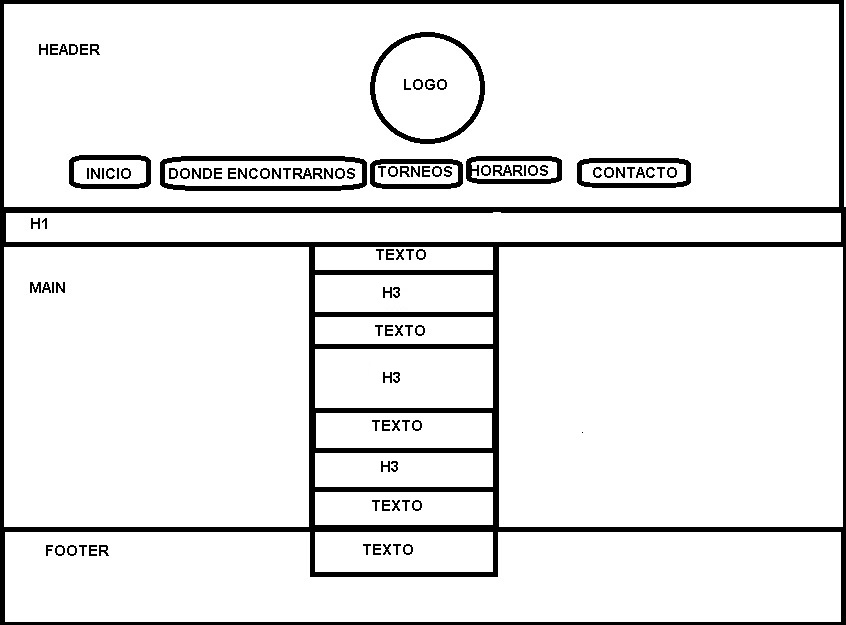 HEADER
LOGO
INICIO
DONDE ENCONTRARNOS
TORNEOS
HORARIOS
CONTACTO
H1
TEXTO
MAIN
H3
TEXTO
H3
TEXTO
H3
TEXTO
FOOTER
TEXTO